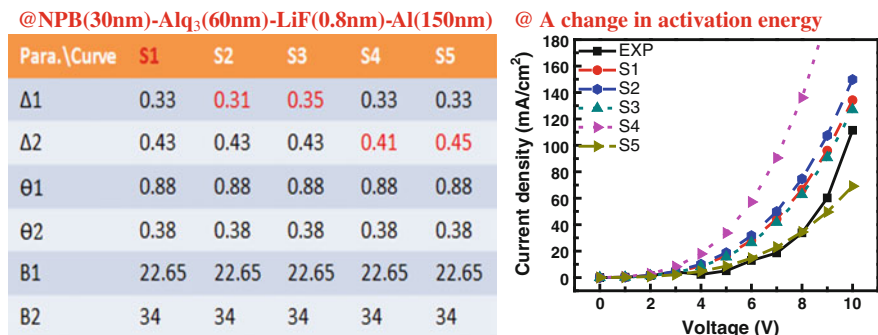 @NPB(30nm)-Alq₃(60nm)-LiF(0.8nm)-Al(150nm)
Para.\Curve S1 S2 S3 S4 S5
Δ1 0.33 0.31 0.35 0.33 0.33
Δ2 0.43 0.43 0.43 0.41 0.45
Θ1 0.88 0.88 0.88 0.88 0.88
Θ2 0.38 0.38 0.38 0.38 0.38
B1 22.65 22.65 22.65 22.65 22.65
B2 34 34 34 34 34
@ A change in activation energy
Current density (mA/cm²)
180
160
140
120
100
80
60
40
20
0
EXP
S1
S2
S3
S4
S5
0 2 4 6 8 10
Voltage (V)